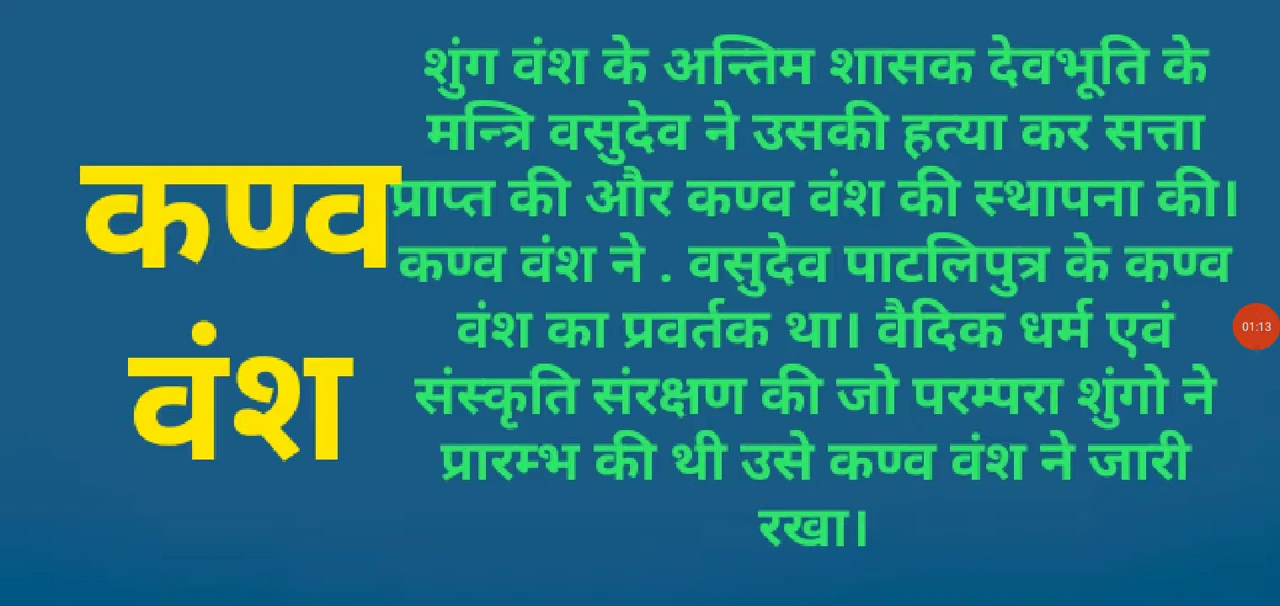 कण्व
वंश
शुंग वंश के अन्तिम शासक देवभूति के
मन्त्रि वसुदेव ने उसकी हत्या कर सत्ता
प्राप्त की और कण्व वंश की स्थापना की।
कण्व वंश ने . वसुदेव पाटलिपुत्र के कण्व
वंश का प्रवर्तक था। वैदिक धर्म एवं
संस्कृति संरक्षण की जो परम्परा शुंगो ने
प्रारम्भ की थी उसे कण्व वंश ने जारी
रखा।
01:13